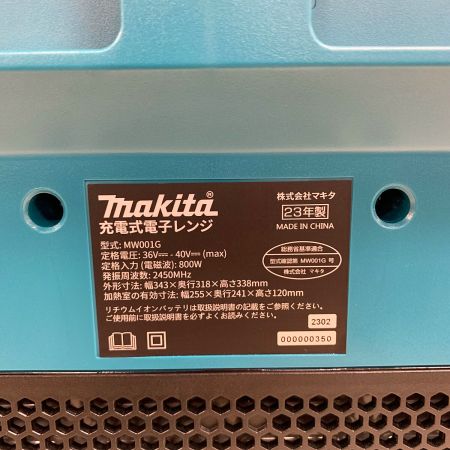 makita®
充電式電子レンジ
株式会社マキタ
23年製
MADE IN CHINA
型式: MW001G
定格電圧: 36V⎓ - 40V⎓ (max)
定格入力 (電磁波): 800W
発振周波数: 2450MHz
外形寸法: 幅343×奥行318×高さ338mm
加熱室の有効寸法: 幅255×奥行241×高さ120mm
総務省基準適合
型式確認第 MW001G 号
株式会社 マキタ
リチウムイオンバッテリは取扱説明書の記載をご参照ください。
ご使用前に取扱説明書を必ずよくお読みください。
2302
000000350